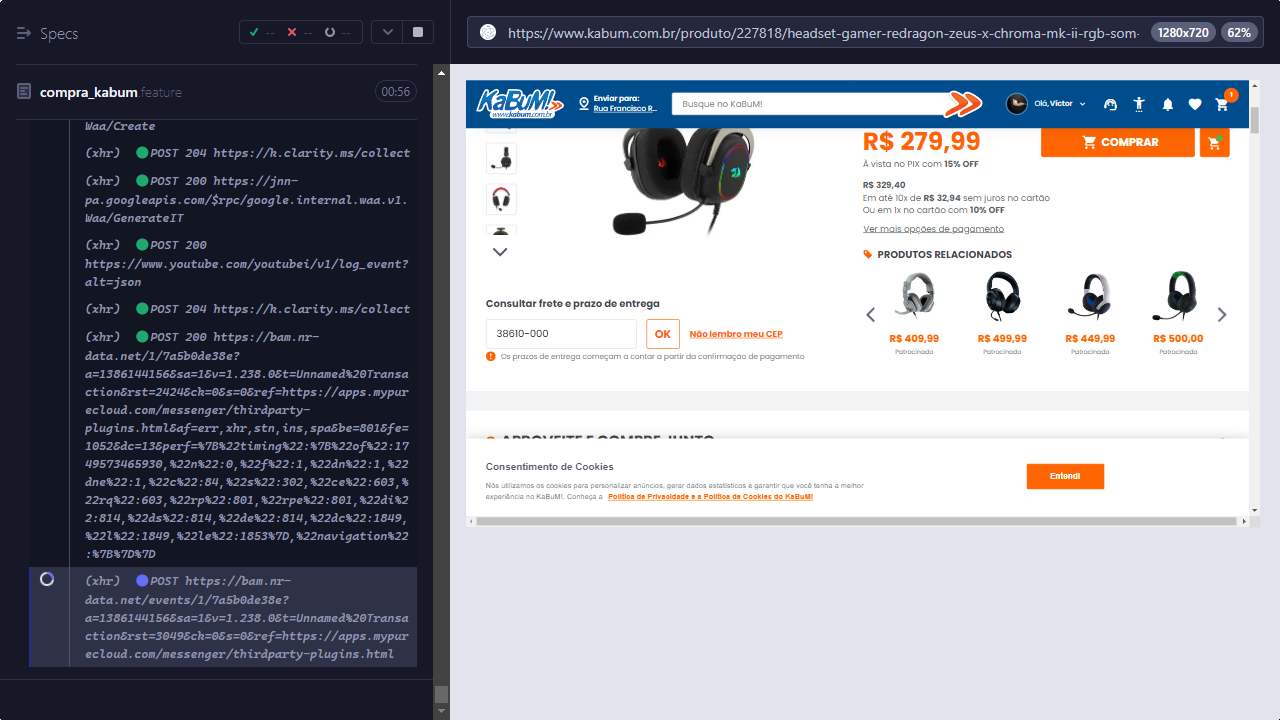 Specs
-- -- --
https://www.kabum.com.br/produto/227818/headset-gamer-redragon-zeus-x-chroma-mk-ii-rgb-som-
1280x720
62%
compra_kabum feature
00:56
Waa/Create
(xhr) POST 204 https://k.clarity.ms/collect
(xhr) POST 200 https://jnn-
pa.googleapis.com/$rpc/google.internal.waa.v1.
Waa/GenerateIT
(xhr) POST 200
https://www.youtube.com/youtubei/v1/log_event?
alt=json
(xhr) POST 204 https://k.clarity.ms/collect
(xhr) POST 200 https://bam.nr-
data.net/1/7a5b0de38e?
a=1386144156&sa=1&v=1.238.0&t=Unnamed%20Transa
ction&rst=2424&ck=0&s=0&ref=https://apps.mypur
ecloud.com/messenger/thirdparty-
plugins.html&af=err,xhr,stn,ins,spa&be=801&fe=
1052&dc=13&perf=%7B%22timing%22:%7B%22of%22:17
49573465930,%22n%22:0,%22f%22:1,%22dn%22:1,%22
dne%22:1,%22c%22:84,%22s%22:302,%22ce%22:603,%
22rq%22:603,%22rp%22:801,%22rpe%22:801,%22di%2
2:814,%22ds%22:814,%22de%22:814,%22dc%22:1849,
%22l%22:1849,%22le%22:1853%7D,%22navigation%22
:%7B%7D%7D
(xhr) POST https://bam.nr-
data.net/events/1/7a5b0de38e?
a=1386144156&sa=1&v=1.238.0&t=Unnamed%20Transa
ction&rst=3049&ck=0&s=0&ref=https://apps.mypur
ecloud.com/messenger/thirdparty-plugins.html
KaBuM!
www.kabum.com.br
Enviar para:
Rua Francisco R...
Busque no KaBuM!
Olá, Victor
1
R$ 279,99
COMPRAR
À vista no PIX com 15% OFF
R$ 329,40
Em até 10x de R$ 32,94 sem juros no cartão
Ou em 1x no cartão com 10% OFF
Ver mais opções de pagamento
PRODUTOS RELACIONADOS
R$ 409,99 R$ 499,99 R$ 449,99 R$ 500,00
Patrocinado Patrocinado Patrocinado Patrocinado
Consultar frete e prazo de entrega
38610-000
OK
Não lembro meu CEP
Os prazos de entrega começam a contar a partir da confirmação de pagamento
APROVEITE E COMPRE JUNTO
Consentimento de Cookies
Nós utilizamos os cookies para personalizar anúncios, gerar dados estatísticos e garantir que você tenha a melhor
experiência no KaBuM!. Conheça a Política de Privacidade e a Política de Cookies do KaBuM!
Entendi